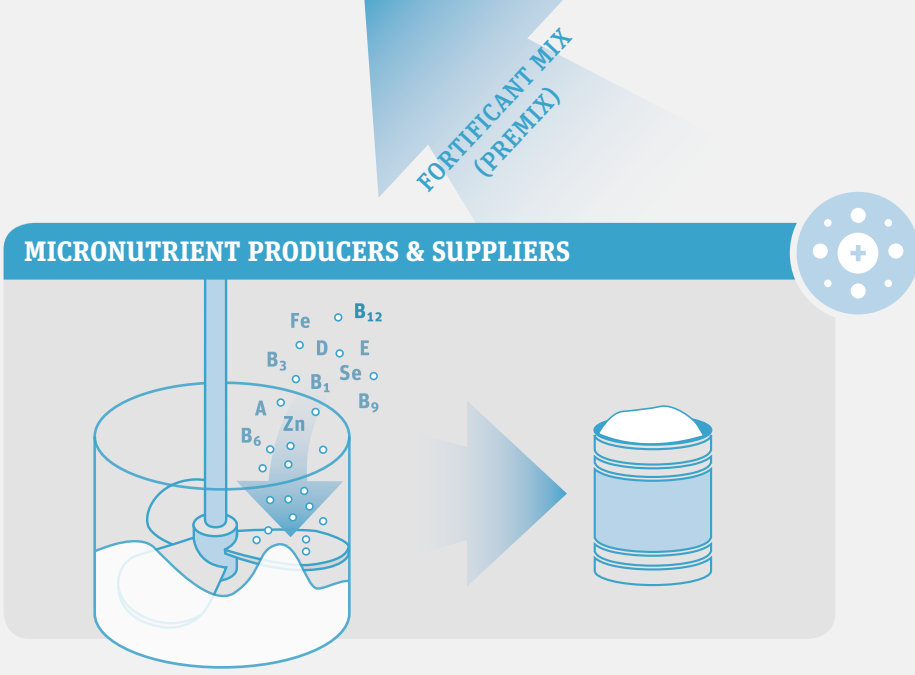 FORTIFICANT MIX
(PREMIX)
MICRONUTRIENT PRODUCERS & SUPPLIERS
Fe
B₁₂
D
E
B₃
B₁
Se
A
B₉
Zn
B₆